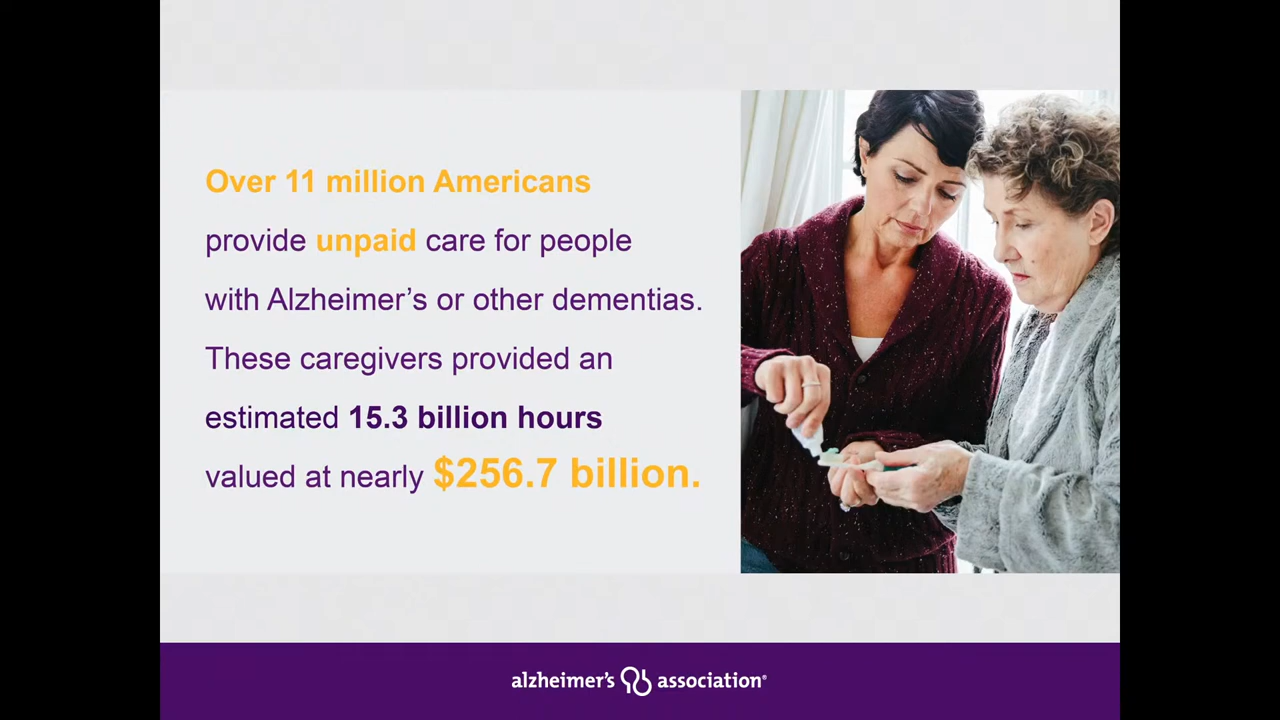 Over 11 million Americans
provide unpaid care for people
with Alzheimer’s or other dementias.
These caregivers provided an
estimated 15.3 billion hours
valued at nearly $256.7 billion.
alzheimer’s association®